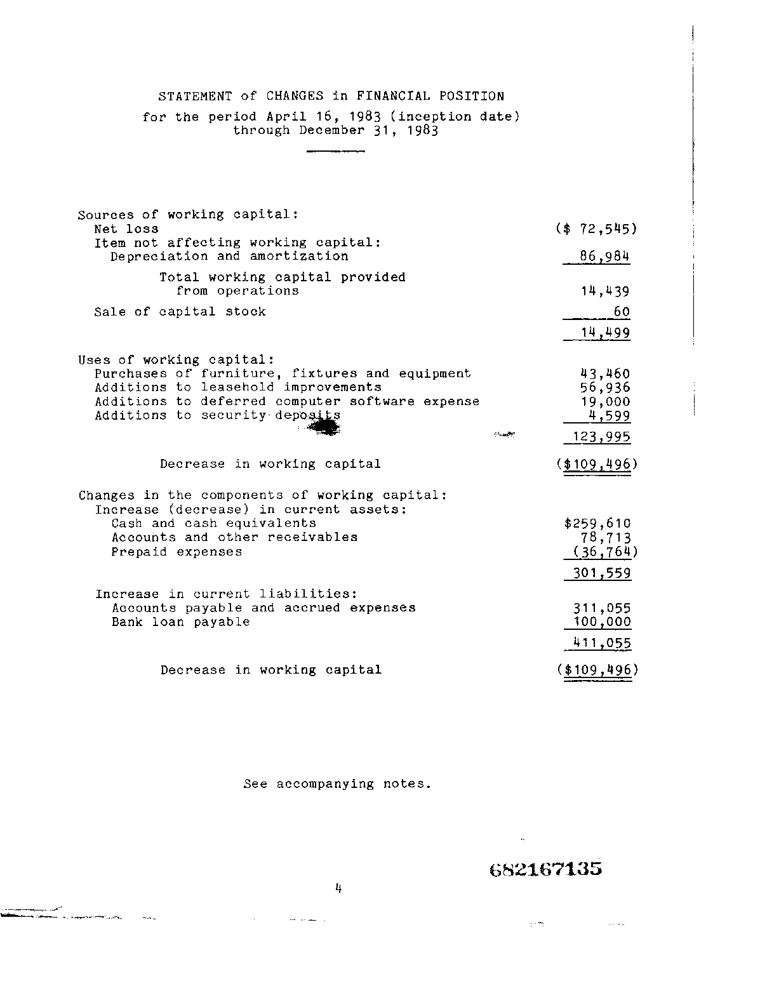 STATEMENT of CHANGES in FINANCIAL POSITION
for the period April 16, 1983 (inception date)
through December 31, 1983
Sources of working capital:
Net loss ($ 72,545)
Item not affecting working capital:
Depreciation and amortization 86,984
Total working capital provided
from operations 14,439
Sale of capital stock 60
14,499
Uses of working capital:
Purchases of furniture, fixtures and equipment 43,460
Additions to leasehold improvements 56,936
Additions to deferred computer software expense 19,000
Additions to security deposits 4,599
123,995
Decrease in working capital ($109,496)
Changes in the components of working capital:
Increase (decrease) in current assets:
Cash and cash equivalents $259,610
Accounts and other receivables 78,713
Prepaid expenses (36,764)
301,559
Increase in current liabilities:
Accounts payable and accrued expenses 311,055
Bank loan payable 100,000
411,055
Decrease in working capital ($109,496)
See accompanying notes.
682167135
4